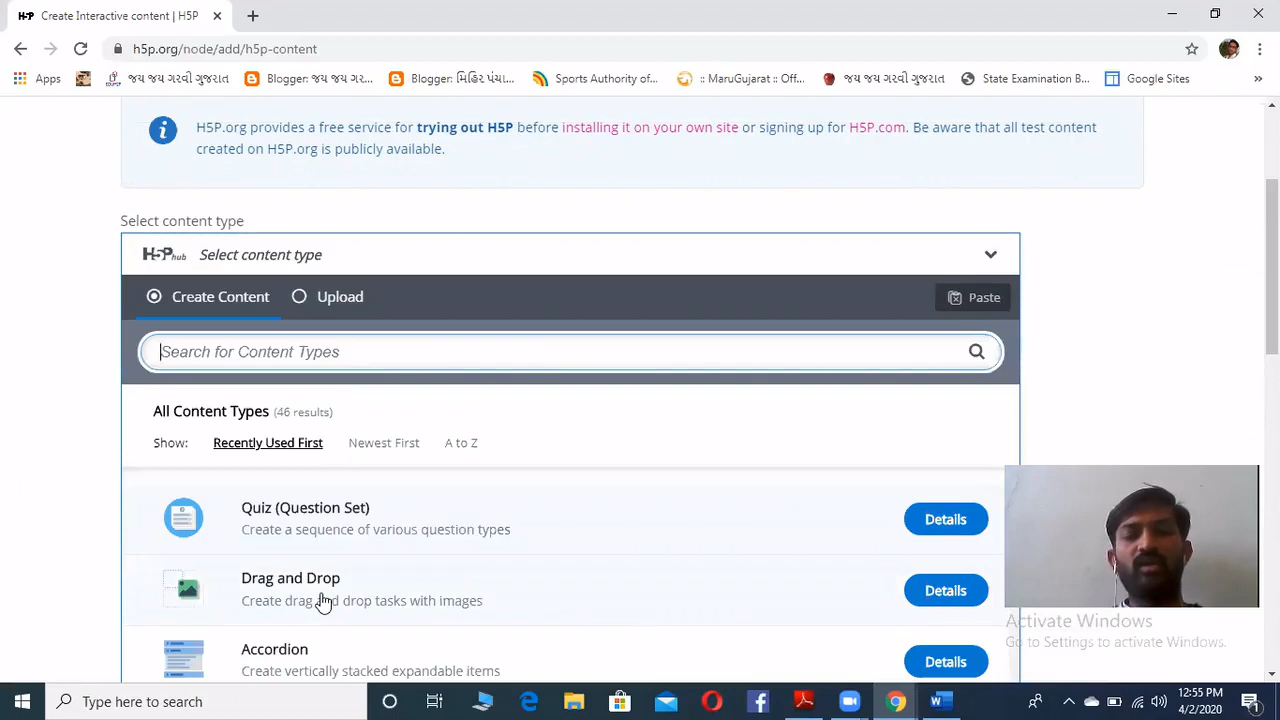 H5P Create Interactive content | H5P
h5p.org/node/add/h5p-content
Apps જય જય ગરવી ગુજરાત Blogger: જય જય ગર... Blogger: મિહિર પંચા... Sports Authority of... :: MeruGujarat :: Off... જય જય ગરવી ગુજરાત State Examination B... Google Sites »
H5P.org provides a free service for trying out H5P before installing it on your own site or signing up for H5P.com. Be aware that all test content
created on H5P.org is publicly available.
Select content type
H5P hub Select content type
Create Content Upload Paste
Search for Content Types
All Content Types (46 results)
Show: Recently Used First Newest First A to Z
Quiz (Question Set)
Create a sequence of various question types
Details
Drag and Drop
Create drag and drop tasks with images
Details
Accordion
Create vertically stacked expandable items
Details
Activate Windows
Go to Settings to activate Windows.
Type here to search
12:55 PM
4/2/2020